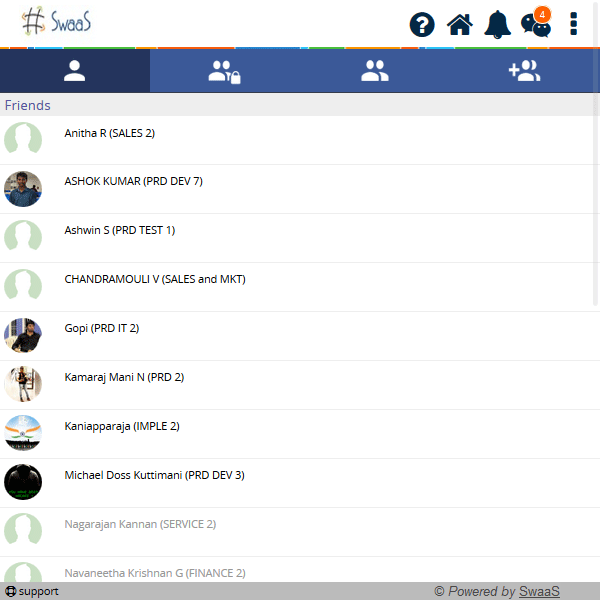 SwaaS
4
Friends
Anitha R (SALES 2)
ASHOK KUMAR (PRD DEV 7)
Ashwin S (PRD TEST 1)
CHANDRAMOULI V (SALES and MKT)
Gopi (PRD IT 2)
Kamaraj Mani N (PRD 2)
Kaniapparaja (IMPLE 2)
Michael Doss Kuttimani (PRD DEV 3)
Nagarajan Kannan (SERVICE 2)
Navaneetha Krishnan G (FINANCE 2)
support © Powered by SwaaS